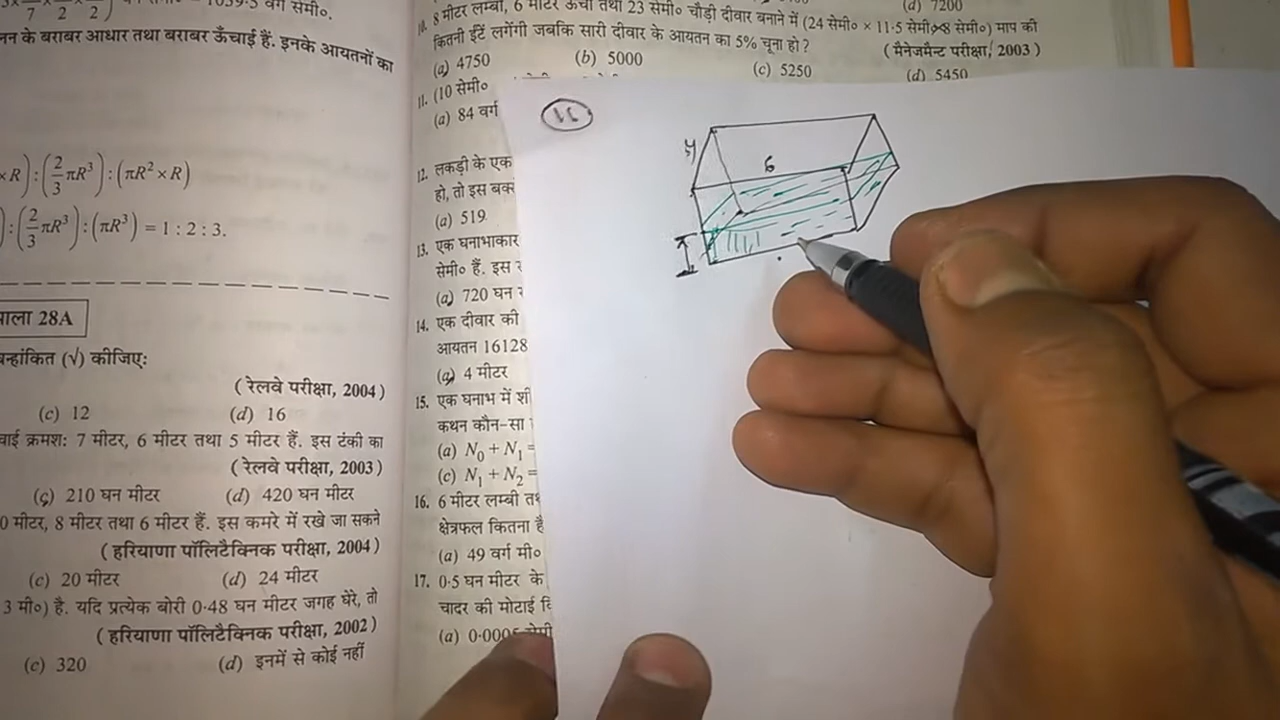 = 1039·5 वर्ग सेमी०.
के बराबर आधार तथा बराबर ऊँचाई हैं. इनके आयतनों का
× R) : (2/3 πR³) : (πR² × R)
) : (2/3 πR³) : (πR³) = 1 : 2 : 3.
28A
(√) कीजिए:
( रेलवे परीक्षा, 2004 )
(c) 12 (d) 16
क्रमश: 7 मीटर, 6 मीटर तथा 5 मीटर हैं. इस टंकी का
( रेलवे परीक्षा, 2003 )
(c) 210 घन मीटर (d) 420 घन मीटर
0 मीटर, 8 मीटर तथा 6 मीटर हैं. इस कमरे में रखे जा सकने
( हरियाणा पॉलिटैक्निक परीक्षा, 2004 )
(c) 20 मीटर (d) 24 मीटर
3 मी०) है. यदि प्रत्येक बोरी 0·48 घन मीटर जगह घेरे, तो
( हरियाणा पॉलिटैक्निक परीक्षा, 2002 )
(c) 320 (d) इनमें से कोई नहीं
(d) 7200
10. 8 मीटर लम्बी, 6 मीटर ऊँची तथा 23 सेमी० चौड़ी दीवार बनाने में (24 सेमी० × 11·5 सेमी० × 8 सेमी०) माप की
कितनी ईंटें लगेंगी जबकि सारी दीवार के आयतन का 5% चूना हो ?
( मैनेजमैन्ट परीक्षा, 2003 )
(a) 4750 (b) 5000 (c) 5250 (d) 5450
11. (10 सेमी०
(a) 84 वर्ग
12. लकड़ी के एक
हो, तो इस
(a) 519
13. एक घनाभाकार
सेमी० हैं. इस
(a) 720 घन
14. एक दीवार की
आयतन 16128
(a) 4 मीटर
15. एक घनाभ में
कथन कौन-सा
(a) N₀ + N₁ =
(c) N₁ + N₂ =
16. 6 मीटर लम्बी
क्षेत्रफल कितना
(a) 49 वर्ग मी०
17. 0·5 घन मीटर के
चादर की मोटाई
(a)
16
4
6